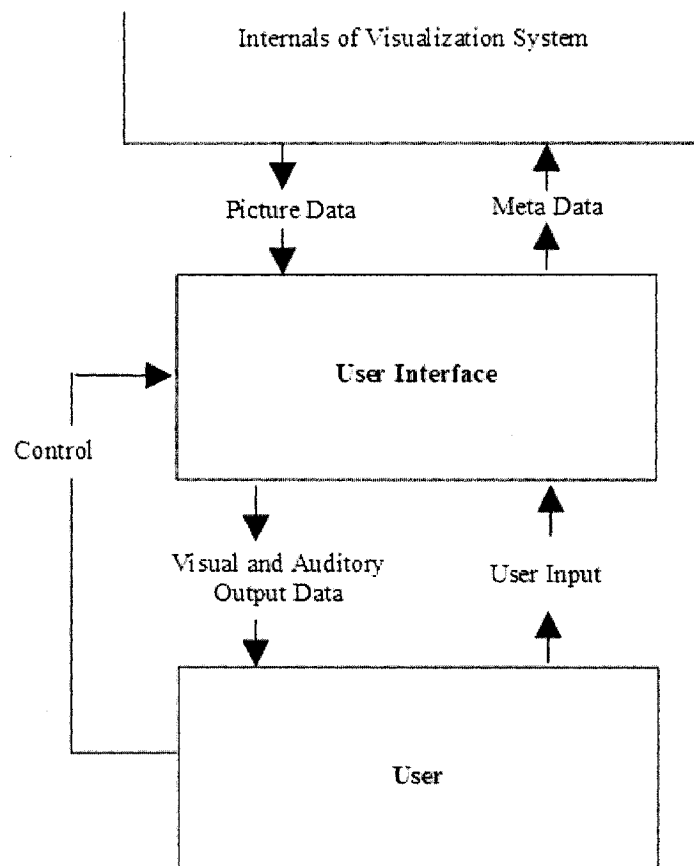 Internals of Visualization System
Picture Data
Meta Data
User Interface
Control
Visual and Auditory
Output Data
User Input
User